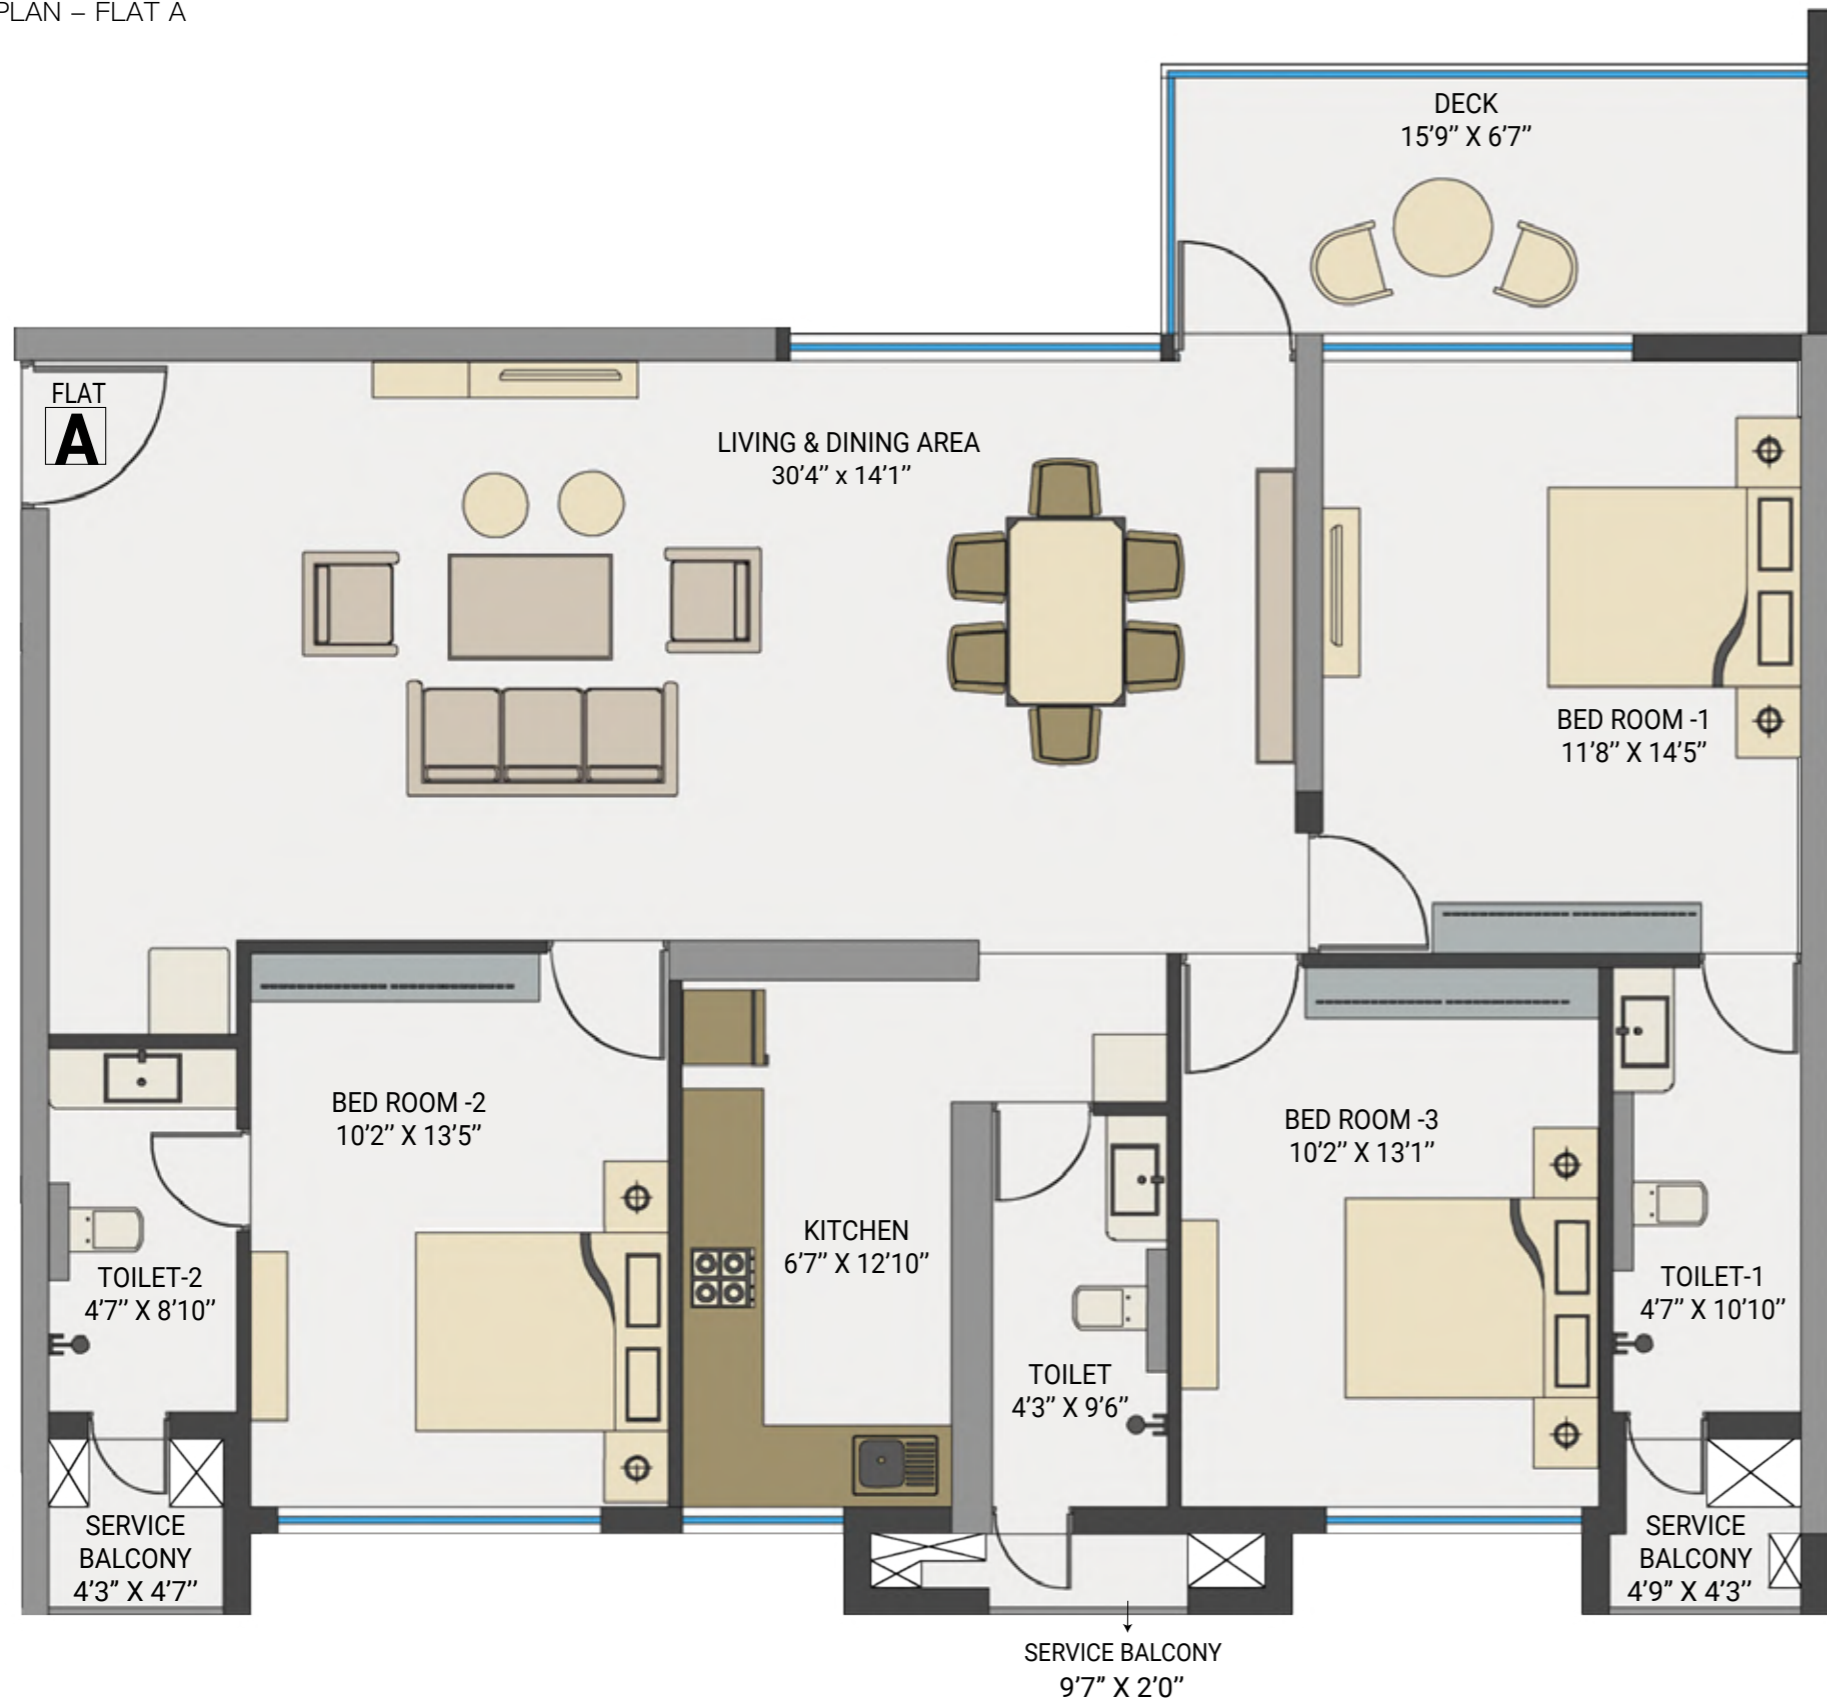 PLAN – FLAT A
DECK
15’9” X 6’7”
FLAT
A
LIVING & DINING AREA
30’4” x 14’1”
BED ROOM -1
11’8” X 14’5”
BED ROOM -2
10’2” X 13’5”
BED ROOM -3
10’2” X 13’1”
KITCHEN
6’7” X 12’10”
TOILET-2
4’7” X 8’10”
TOILET-1
4’7” X 10’10”
TOILET
4’3” X 9’6”
SERVICE
BALCONY
4’3” X 4’7”
SERVICE
BALCONY
4’9” X 4’3”
SERVICE BALCONY
9’7” X 2’0”